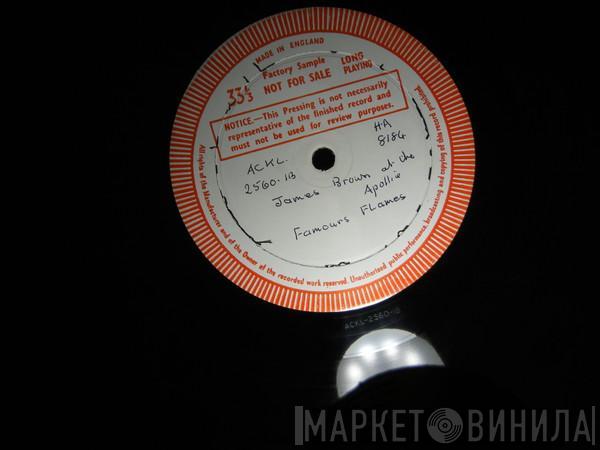 MADE IN ENGLAND
33⅓
Factory Sample
NOT FOR SALE
LONG
PLAYING
NOTICE.—This Pressing is not necessarily
representative of the finished record and
must not be used for review purposes.
ACKL.
2560-1B
HA
8184
James Brown at the
Apollie
Famours Flames
All rights of the Manufacturer and of the Owner of the recorded work reserved. Unauthorised public performance, broadcasting and copying of this record prohibited.
ACKL-2560-1B
МАРКЕТ ВИНИЛА